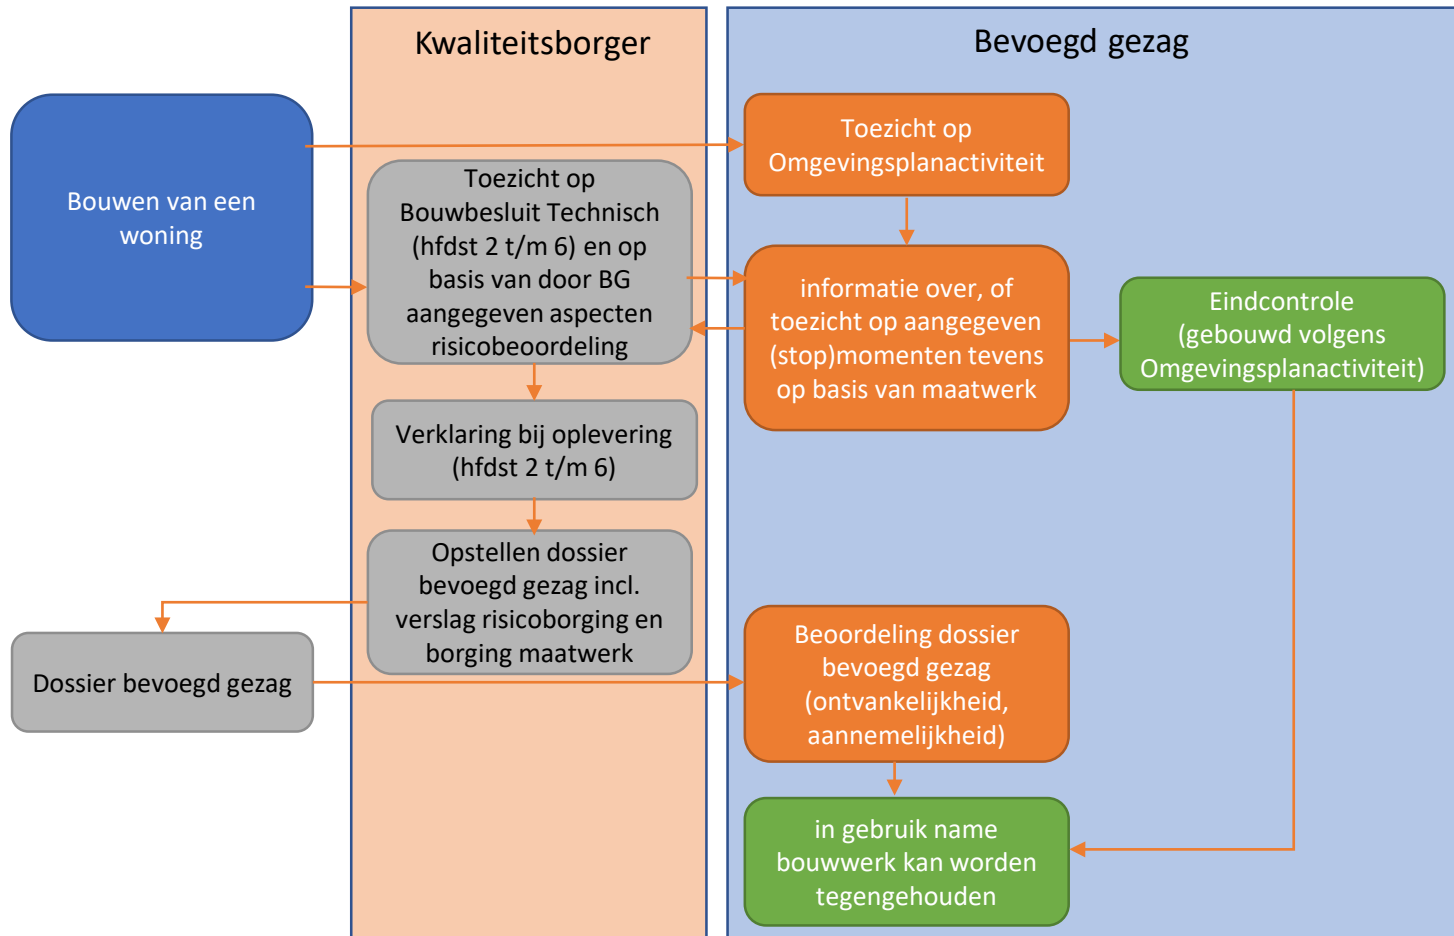 Kwaliteitsborger
Bevoegd gezag
Bouwen van een
woning
Toezicht op
Omgevingsplanactiviteit
Toezicht op
Bouwbesluit Technisch
(hfdst 2 t/m 6) en op
basis van door BG
aangegeven aspecten
risicobeoordeling
informatie over, of
toezicht op aangegeven
(stop)momenten tevens
op basis van maatwerk
Eindcontrole
(gebouwd volgens
Omgevingsplanactiviteit)
Verklaring bij oplevering
(hfdst 2 t/m 6)
Opstellen dossier
bevoegd gezag incl.
verslag risicoborging en
borging maatwerk
Dossier bevoegd gezag
Beoordeling dossier
bevoegd gezag
(ontvankelijkheid,
aannemelijkheid)
in gebruik name
bouwwerk kan worden
tegengehouden